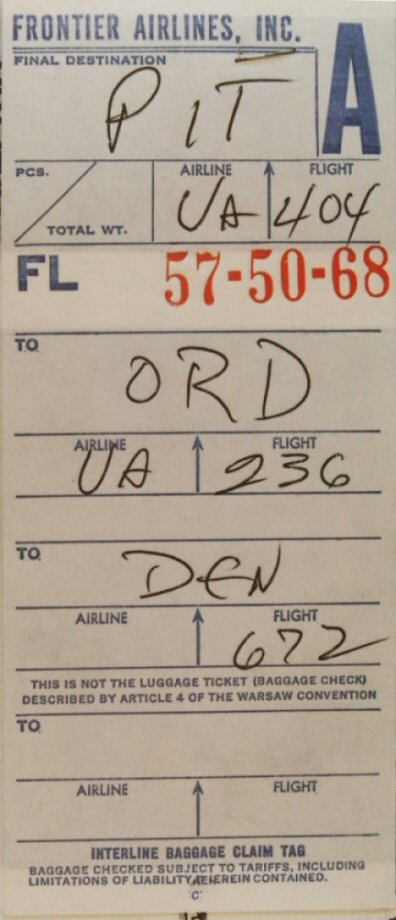 FRONTIER AIRLINES, INC.
A
FINAL DESTINATION
PIT
PCS.
TOTAL WT.
AIRLINE FLIGHT
UA 404
FL 57-50-68
TO
ORD
AIRLINE FLIGHT
UA 236
TO
DEN
AIRLINE FLIGHT
672
THIS IS NOT THE LUGGAGE TICKET (BAGGAGE CHECK)
DESCRIBED BY ARTICLE 4 OF THE WARSAW CONVENTION
TO
AIRLINE FLIGHT
INTERLINE BAGGAGE CLAIM TAG
BAGGAGE CHECKED SUBJECT TO TARIFFS, INCLUDING
LIMITATIONS OF LIABILITY THEREIN CONTAINED.
"C"